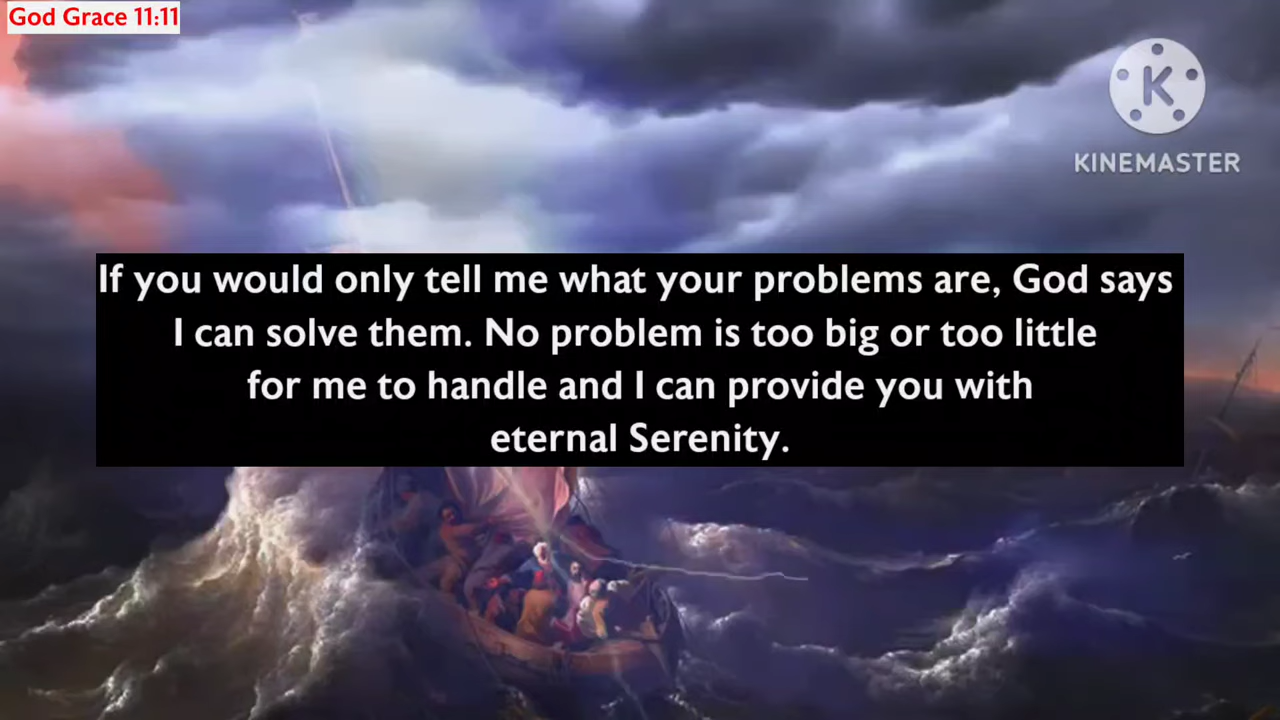 God Grace 11:11
K
KINEMASTER
If you would only tell me what your problems are, God says
I can solve them. No problem is too big or too little
for me to handle and I can provide you with
eternal Serenity.